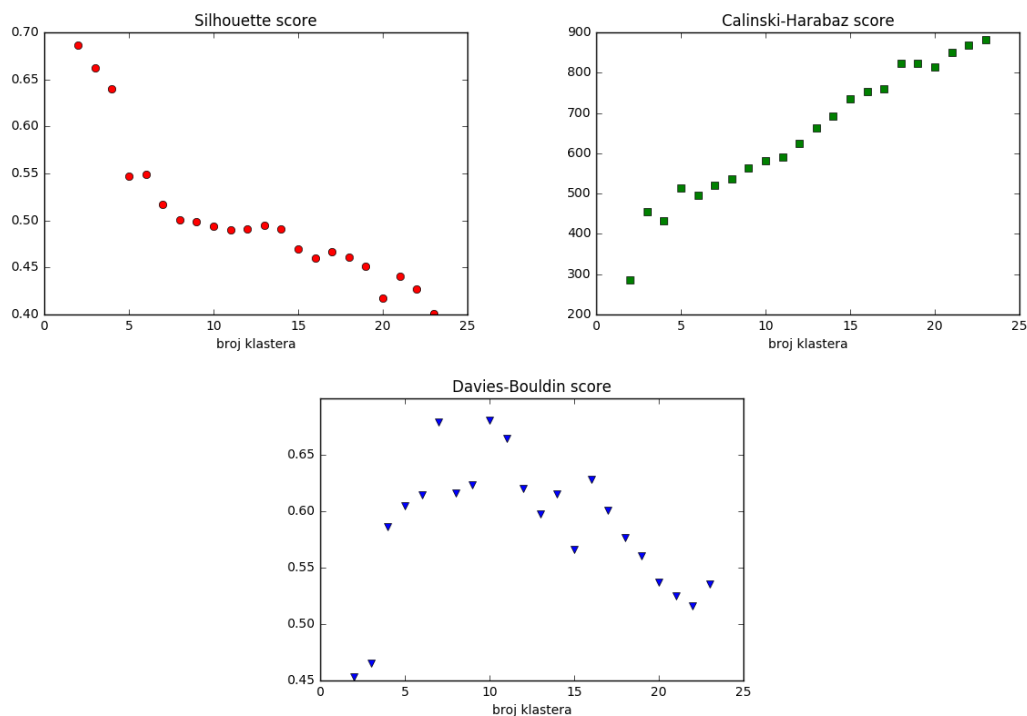 Silhouette score
0.70
0.65
0.60
0.55
0.50
0.45
0.40
0 5 10 15 20 25
broj klastera
Calinski-Harabaz score
900
800
700
600
500
400
300
200
0 5 10 15 20 25
broj klastera
Davies-Bouldin score
0.65
0.60
0.55
0.50
0.45
0 5 10 15 20 25
broj klastera